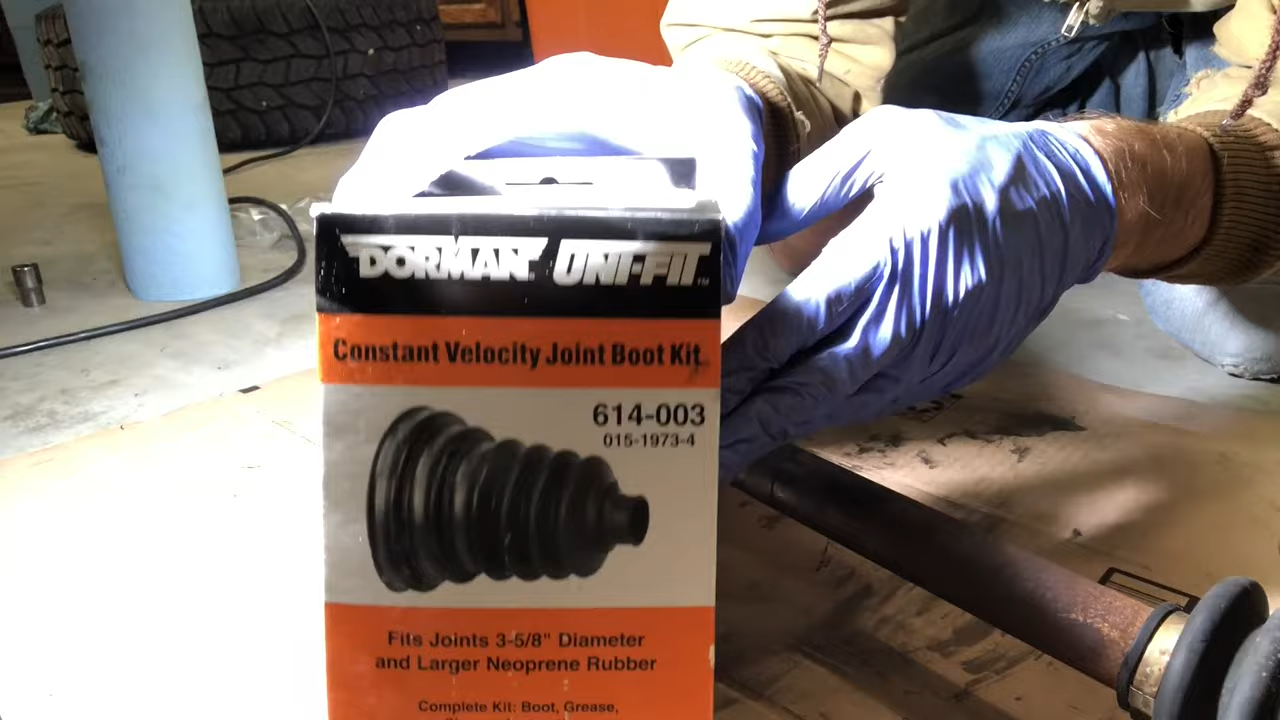 DORMAN UNI-FIT™
Constant Velocity Joint Boot Kit
614-003
015-1973-4
Fits Joints 3-5/8" Diameter
and Larger Neoprene Rubber
Complete Kit: Boot, Grease,